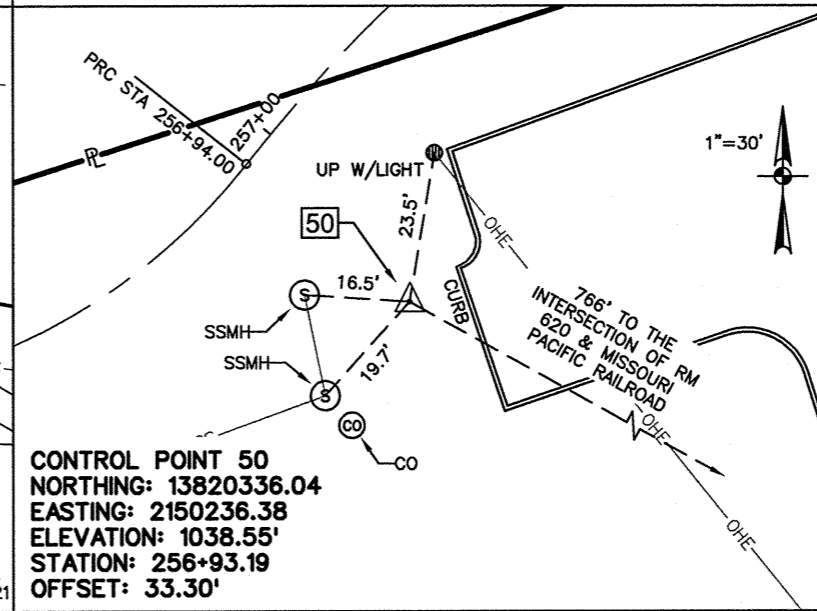 PRC STA 256+94.00
257+00
PL
UP W/LIGHT
1"=30'
23.5'
OHE
50
16.5'
S
SSMH
CURB
766' TO THE
INTERSECTION OF RM
620 & MISSOURI
PACIFIC RAILROAD
SSMH
19.7'
S
CO
CO
OHE
OHE
CONTROL POINT 50
NORTHING: 13820336.04
EASTING: 2150236.38
ELEVATION: 1038.55'
STATION: 256+93.19
OFFSET: 33.30'
21